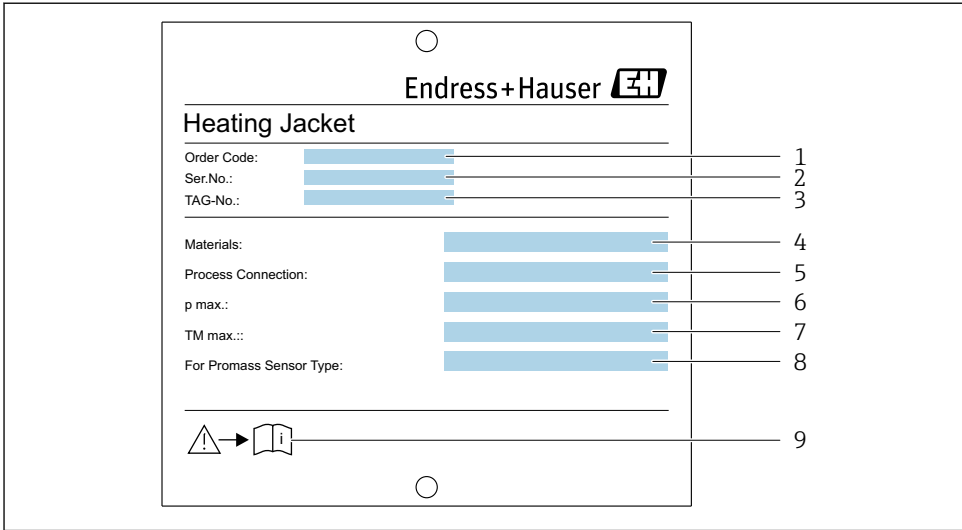 Endress+Hauser EH
Heating Jacket
Order Code: 1
Ser.No.: 2
TAG-No.: 3
Materials: 4
Process Connection: 5
p max.: 6
TM max.:: 7
For Promass Sensor Type: 8
i 9